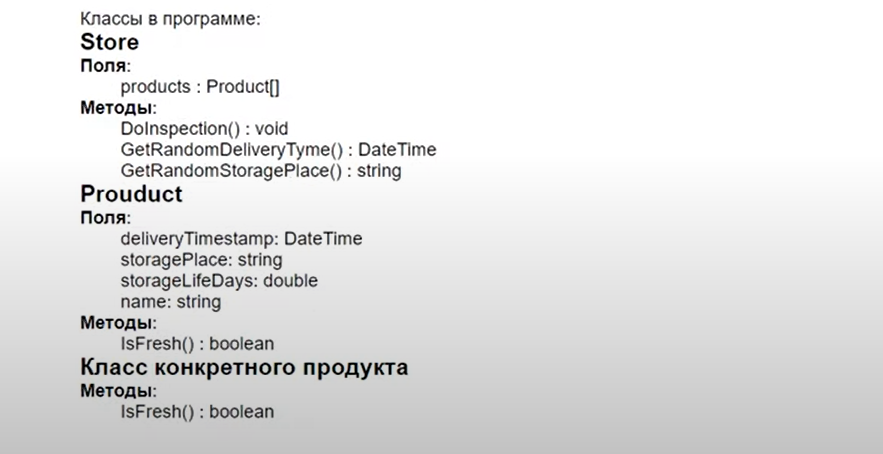 Классы в программе:
Store
Поля:
products : Product[]
Методы:
DoInspection() : void
GetRandomDeliveryTyme() : DateTime
GetRandomStoragePlace() : string
Prouduct
Поля:
deliveryTimestamp: DateTime
storagePlace: string
storageLifeDays: double
name: string
Методы:
IsFresh() : boolean
Класс конкретного продукта
Методы:
IsFresh() : boolean